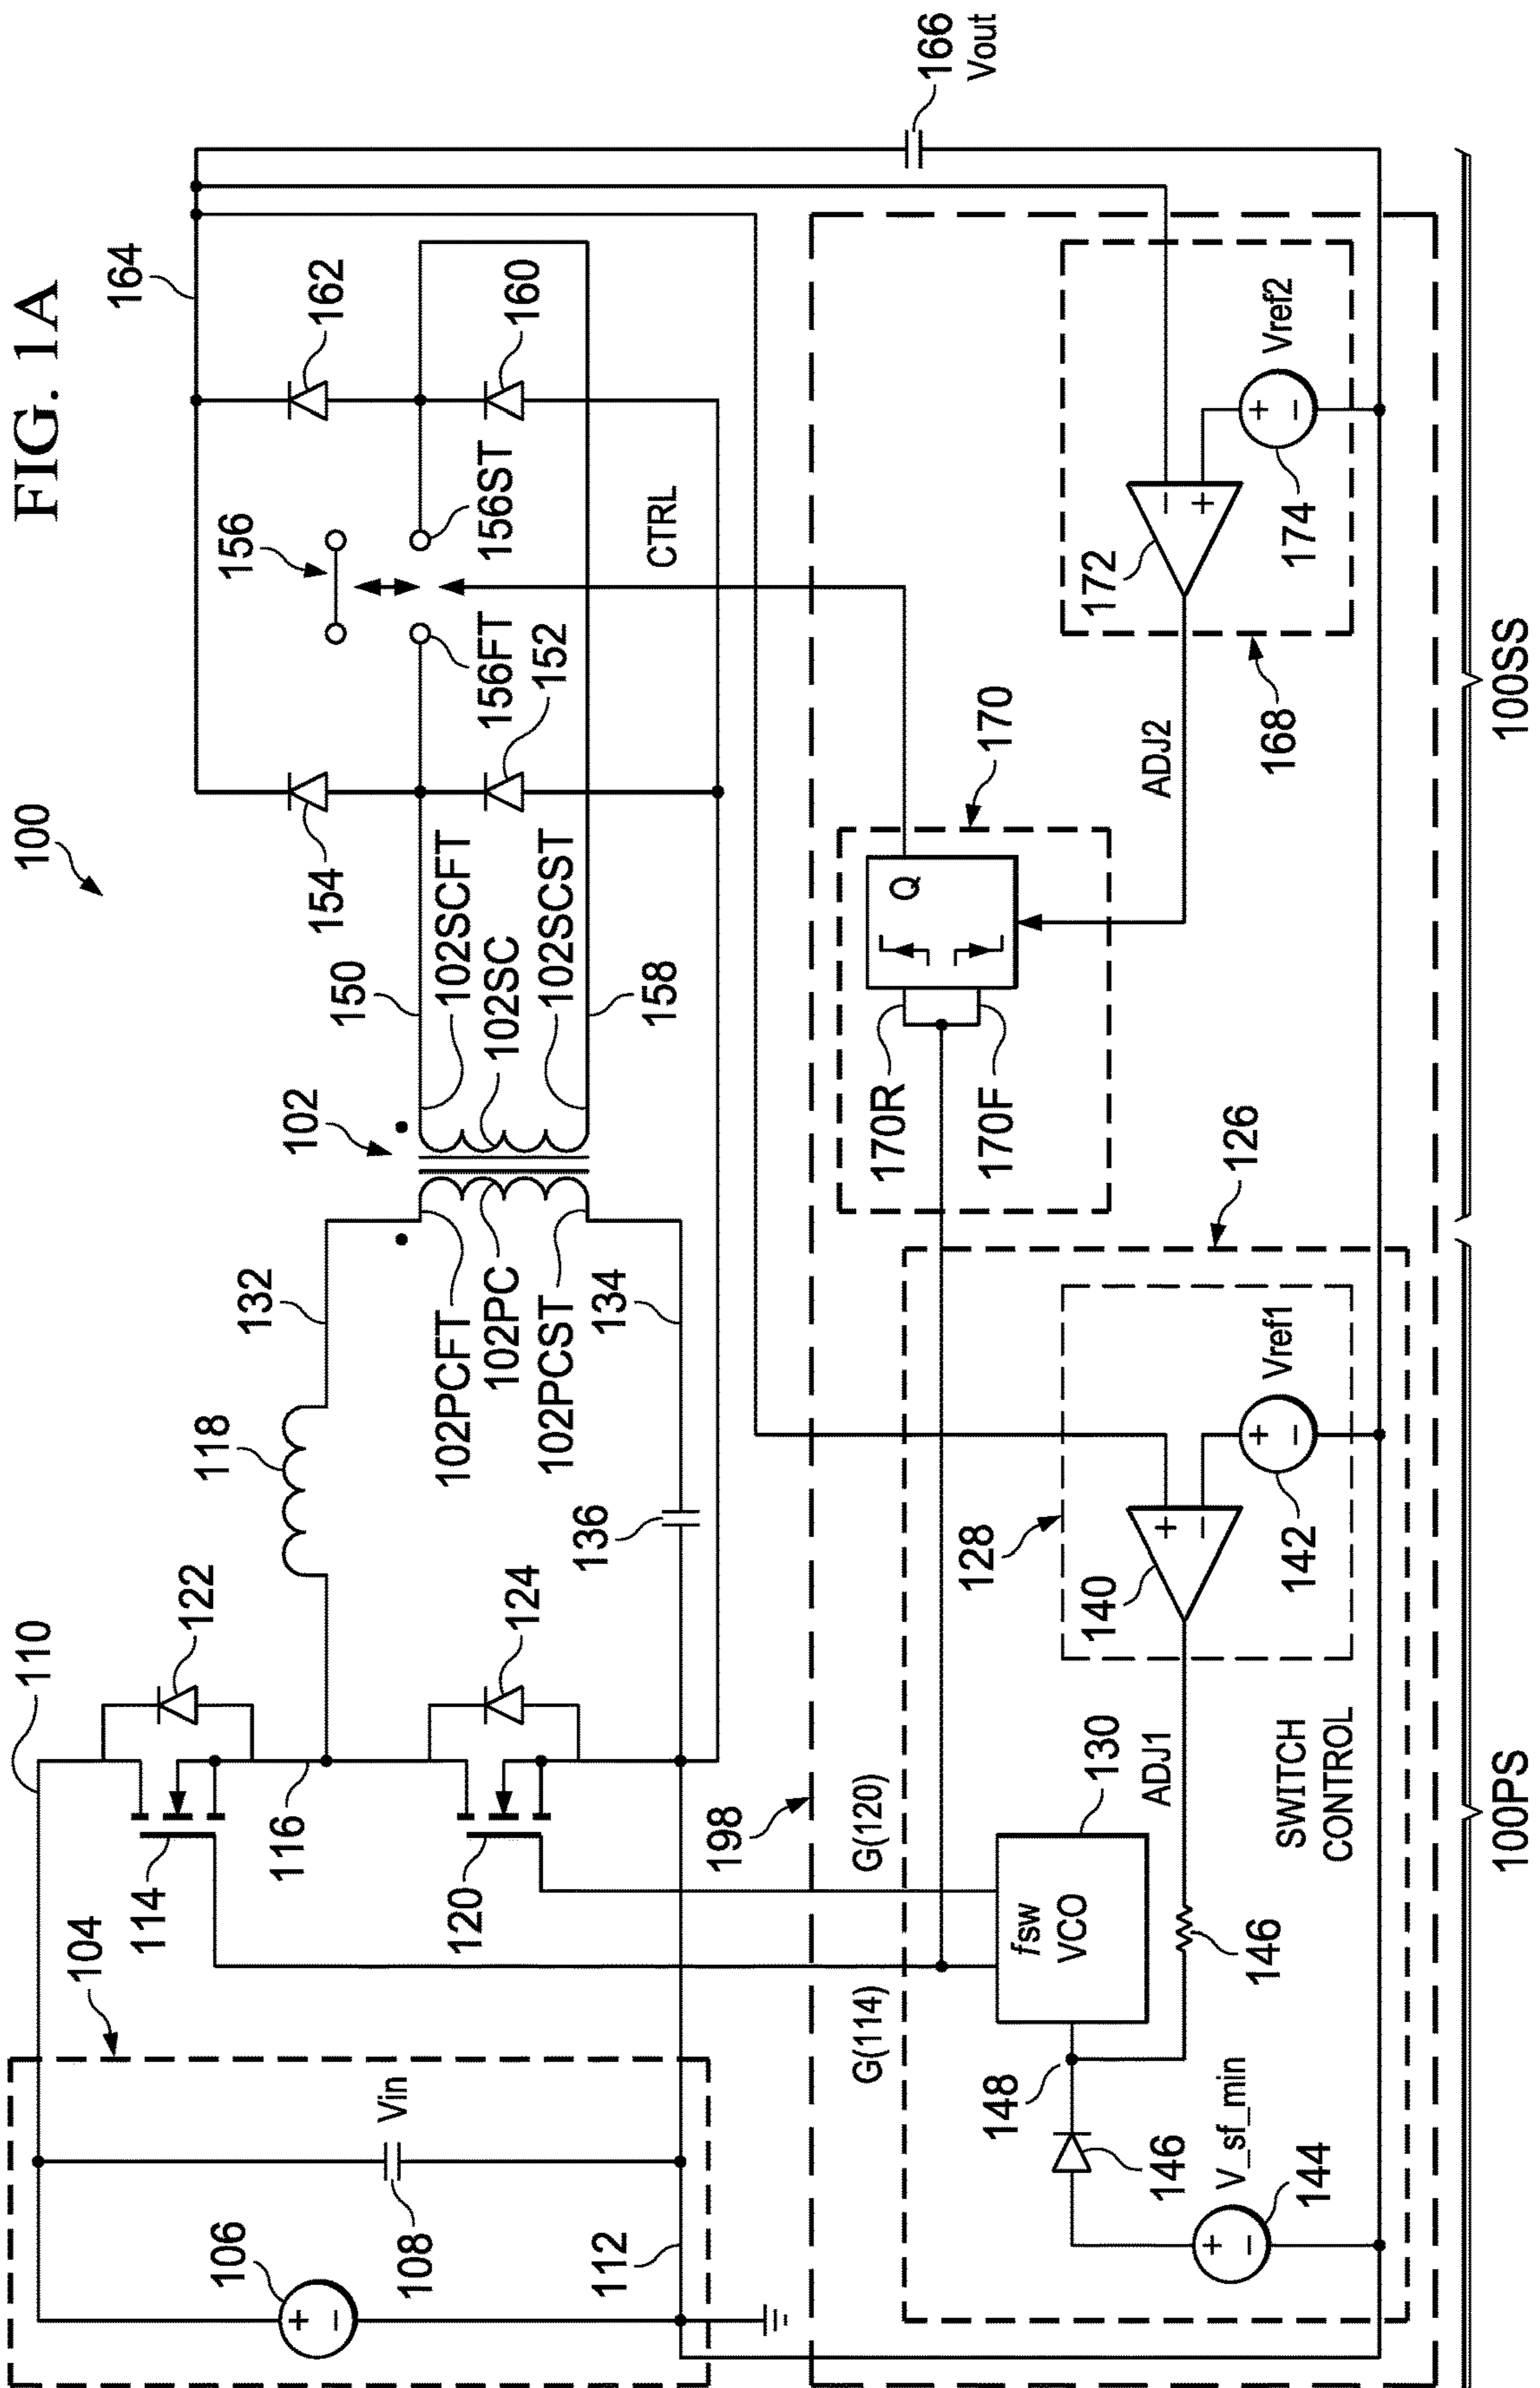 FIG. 1A
100
104
106
Vin
108
110
112
114
122
116
118
120
124
132
134
136
102
102PCFT
102PC
102PCST
102SCFT
102SC
102SCST
150
158
154
152
156
156FT
156ST
162
160
164
CTRL
166
Vout
198
G(114)
G(120)
fsw
VCO
130
148
146
V_sf_min
144
+
−
146
ADJ1
SWITCH
CONTROL
126
128
140
+
−
Vref1
142
+
−
170
170R
170F
Q
ADJ2
168
172
−
+
Vref2
174
+
−
+
−
100PS
100SS